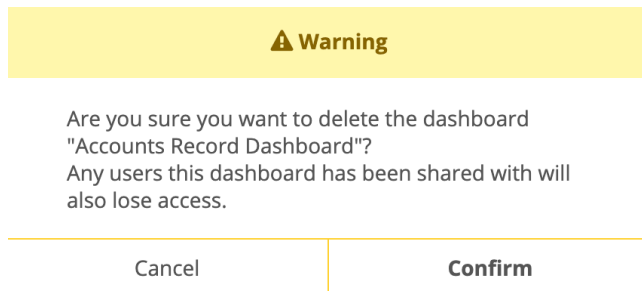 Warning
Are you sure you want to delete the dashboard
"Accounts Record Dashboard"?
Any users this dashboard has been shared with will
also lose access.
Cancel
Confirm